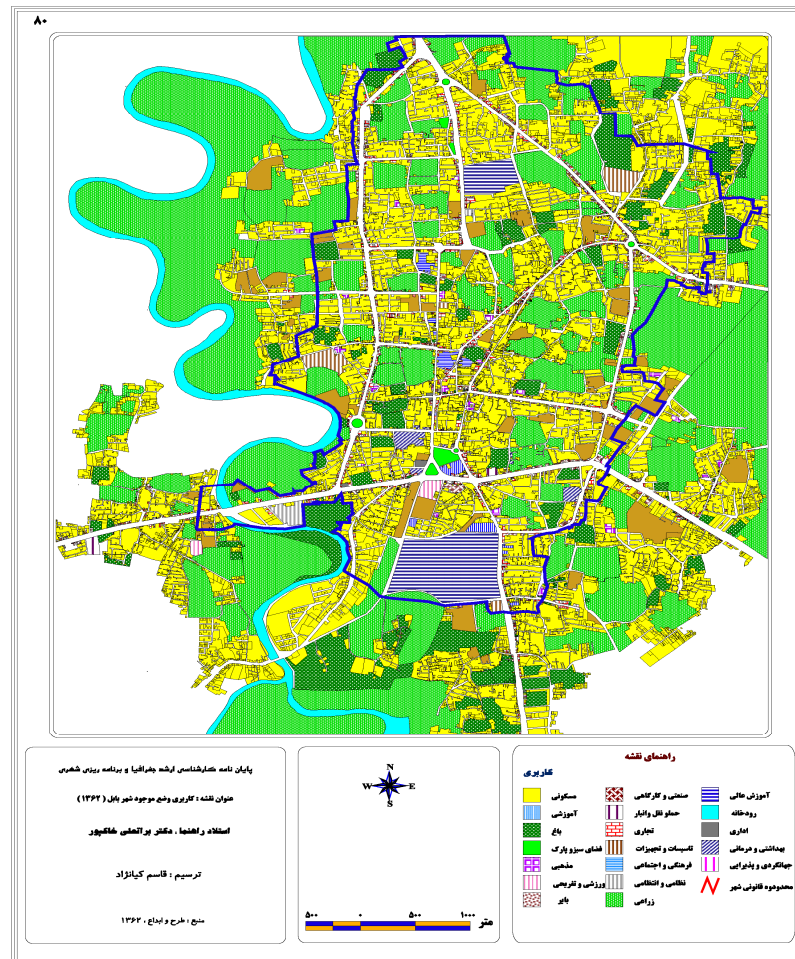 ۸۰
پایان نامه کارشناسی ارشد جغرافیا و برنامه ریزی شهری
عنوان نقشه : کاربری وضع موجود شهر بابل ( ۱۳۶۲ )
استاد راهنما : دکتر براتعلی خاکپور
ترسیم : قاسم کیانژاد
منبع : طرح و ابداع ، ۱۳۶۲
N
W E
S
۵۰۰ ۰ ۵۰۰ ۱۰۰۰ متر
راهنمای نقشه
کاربری
مسکونی صنعتی و کارگاهی آموزش عالی
آموزشی حمل و نقل وانبار رودخانه
باغ تجاری اداری
فضای سبز و پارک تاسیسات و تجهیزات بهداشتی و درمانی
مذهبی فرهنگی و اجتماعی جهانگردی و پذیرایی
ورزشی و تفریحی نظامی و انتظامی محدودوه قانونی شهر
بایر زراعی